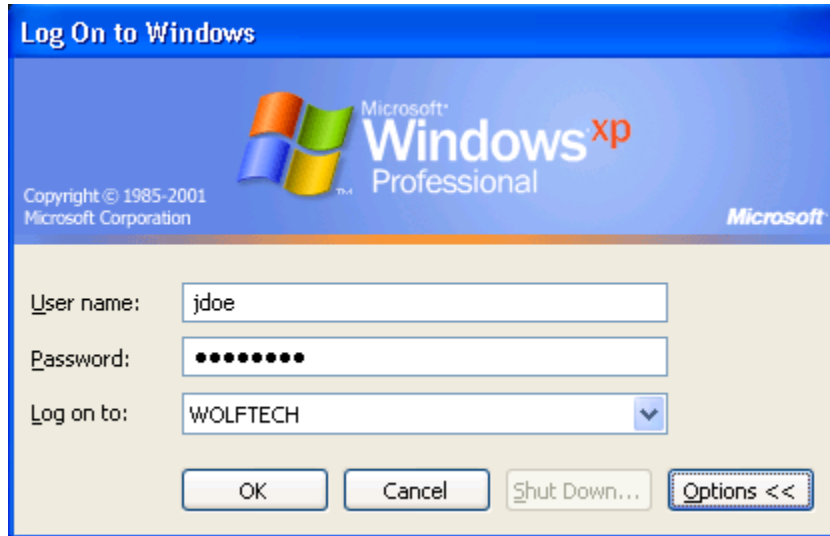 Log On to Windows
Microsoft®
Windows xp
Professional
TM
Copyright © 1985-2001
Microsoft Corporation
Microsoft
User name: jdoe
Password: ••••••••
Log on to: WOLFTECH
OK Cancel Shut Down... Options <<